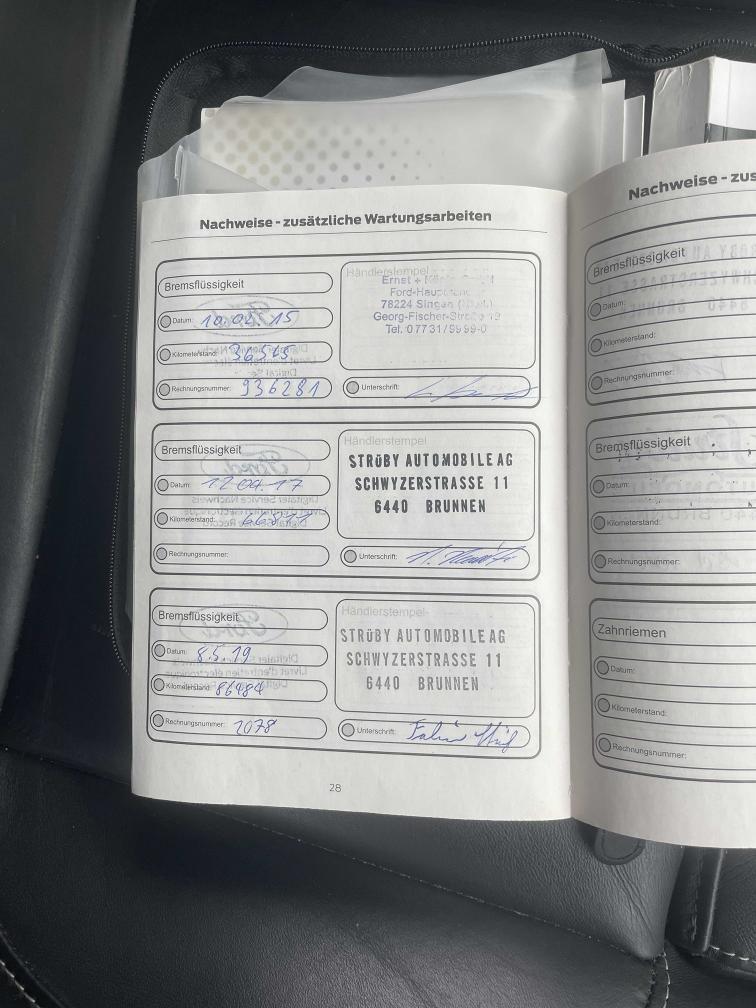 Nachweise - zusätzliche Wartungsarbeiten
Bremsflüssigkeit
Datum: 10.02.15
Kilometerstand: 36515
Rechnungsnummer: 936281
Händlerstempel
Ernst +
Ford-
78224 Singen
Georg-Fischer-Straße
Tel. 07731/9999-0
Unterschrift:
Bremsflüssigkeit
Datum: 12 04 17
Kilometerstand:
Rechnungsnummer:
Händlerstempel
STRüBY AUTOMOBILE AG
SCHWYZERSTRASSE 11
6440 BRUNNEN
Unterschrift:
Bremsflüssigkeit
Datum: 8.5.19
Kilometerstand: 86484
Rechnungsnummer: 1078
Händlerstempel
STRüBY AUTOMOBILE AG
SCHWYZERSTRASSE 11
6440 BRUNNEN
Unterschrift:
28
Nachweise - zus
Bremsflüssigkeit
Datum:
Kilometerstand:
Rechnungsnummer:
Bremsflüssigkeit
Datum:
Kilometerstand:
Rechnungsnummer:
Zahnriemen
Datum:
Kilometerstand:
Rechnungsnummer: